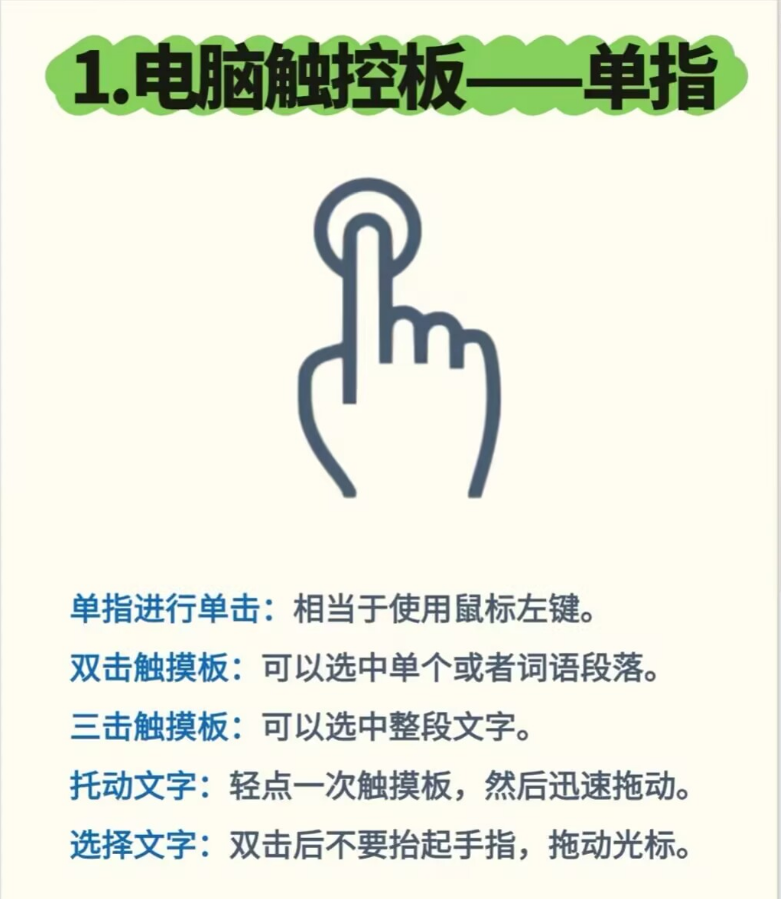 1.电脑触控板——单指
单指进行单击：相当于使用鼠标左键。
双击触摸板：可以选中单个或者词语段落。
三击触摸板：可以选中整段文字。
托动文字：轻点一次触摸板，然后迅速拖动。
选择文字：双击后不要抬起手指，拖动光标。